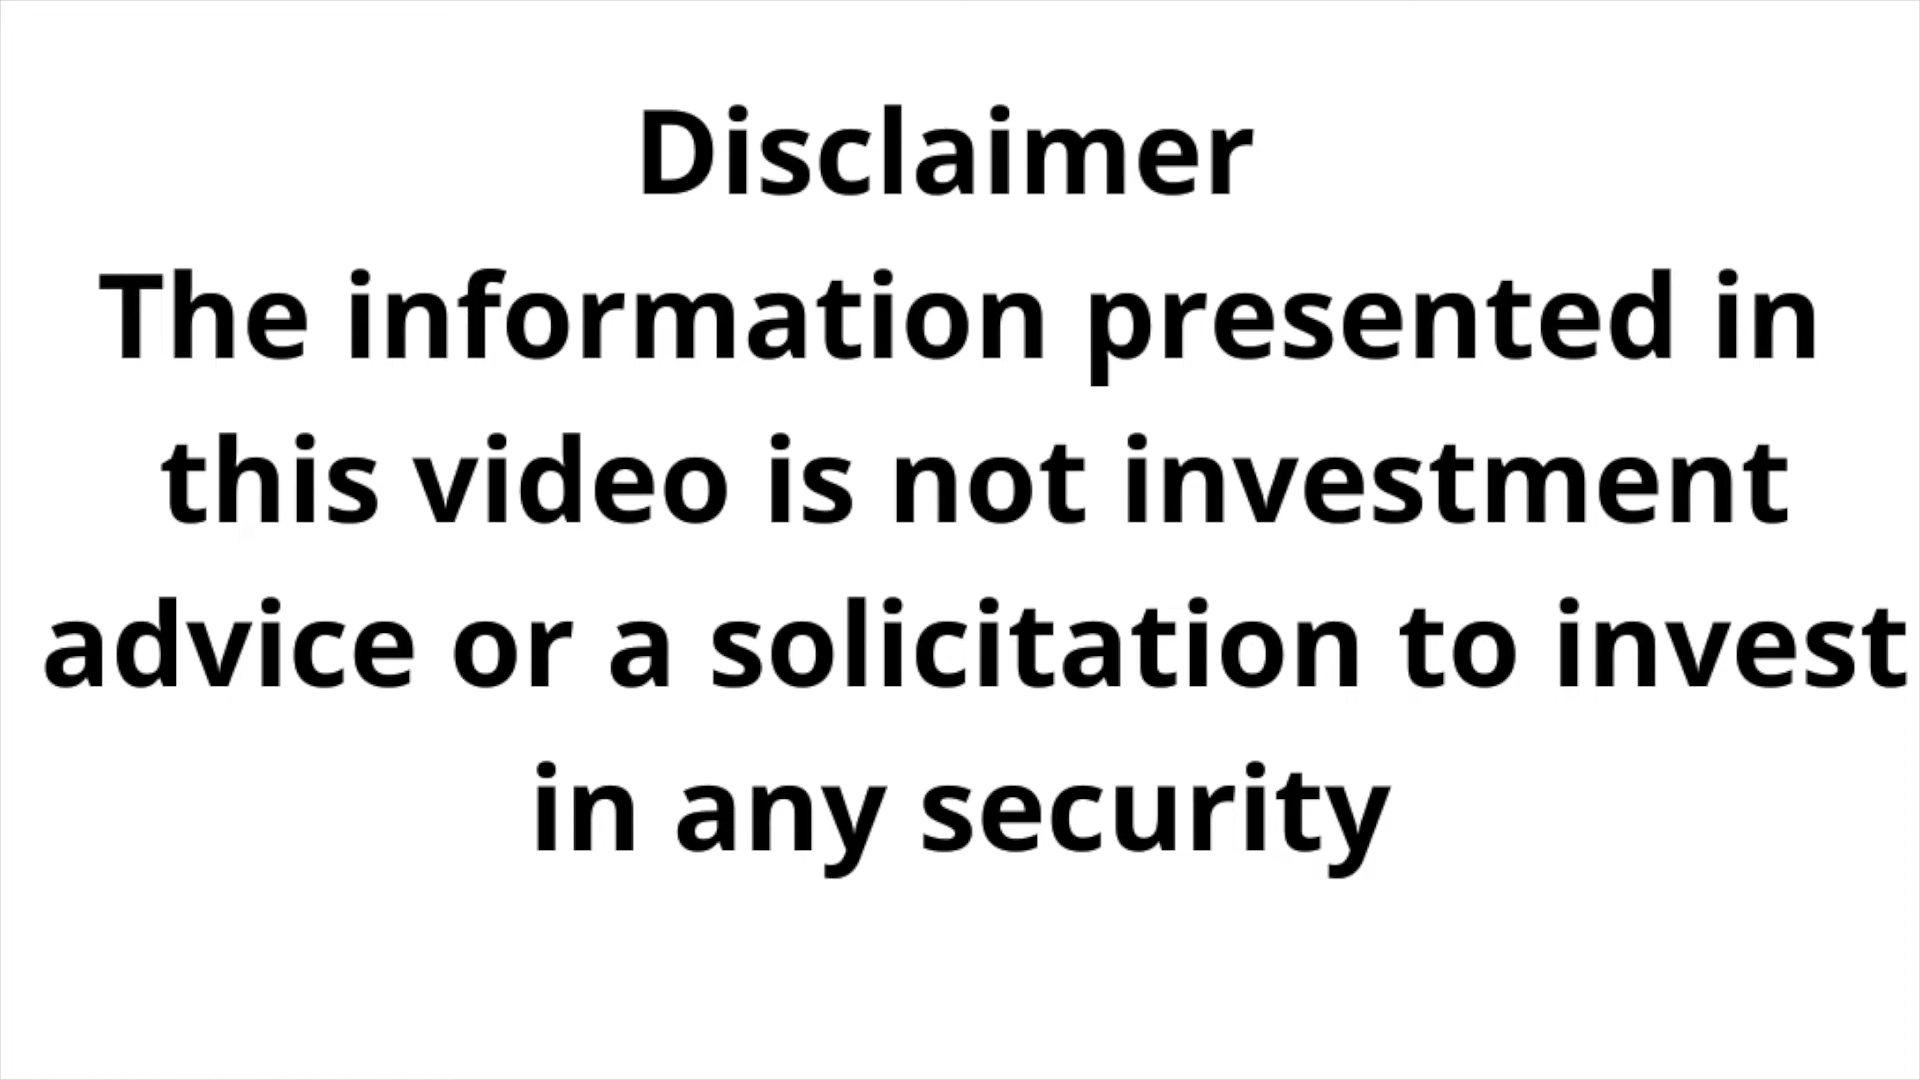 Disclaimer
The information presented in
this video is not investment
advice or a solicitation to invest
in any security